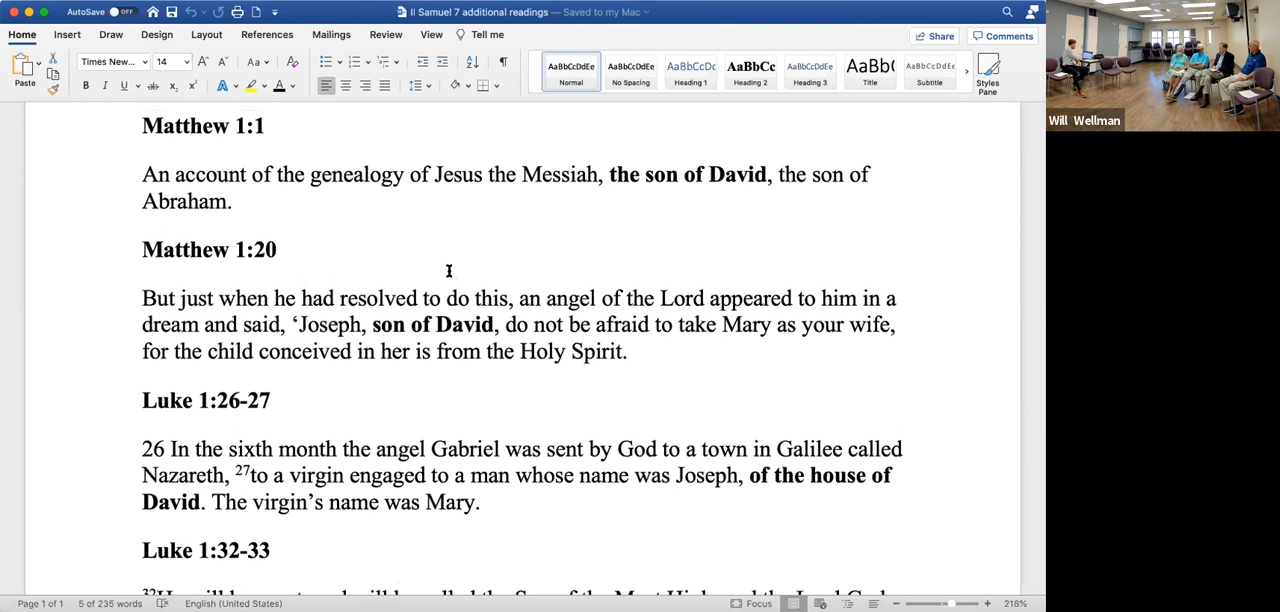 AutoSave OFF
II Samuel 7 additional readings — Saved to my Mac
Home Insert Draw Design Layout References Mailings Review View Tell me
Share Comments
Paste
Times New... 14
Aa
B I U ab x₂ x²
AaBbCcDdEe AaBbCcDdEe AaBbCcDc AaBbCc AaBbCcDdEe AaBb( AaBbCcDdEe
Normal No Spacing Heading 1 Heading 2 Heading 3 Title Subtitle
Styles
Pane
Will Wellman
Matthew 1:1
An account of the genealogy of Jesus the Messiah, the son of David, the son of
Abraham.
Matthew 1:20
But just when he had resolved to do this, an angel of the Lord appeared to him in a
dream and said, ‘Joseph, son of David, do not be afraid to take Mary as your wife,
for the child conceived in her is from the Holy Spirit.
Luke 1:26-27
26 In the sixth month the angel Gabriel was sent by God to a town in Galilee called
Nazareth, 27to a virgin engaged to a man whose name was Joseph, of the house of
David. The virgin’s name was Mary.
Luke 1:32-33
Page 1 of 1 5 of 235 words English (United States) Focus 218%